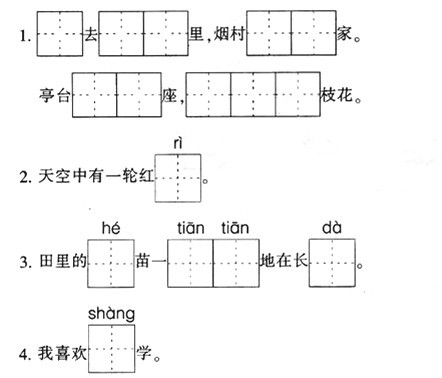 1. 去里,烟村家。
亭台座,枝花。
rì
2. 天空中有一轮红。
hé tiān tiān dà
3. 田里的苗一地在长。
shàng
4. 我喜欢学。